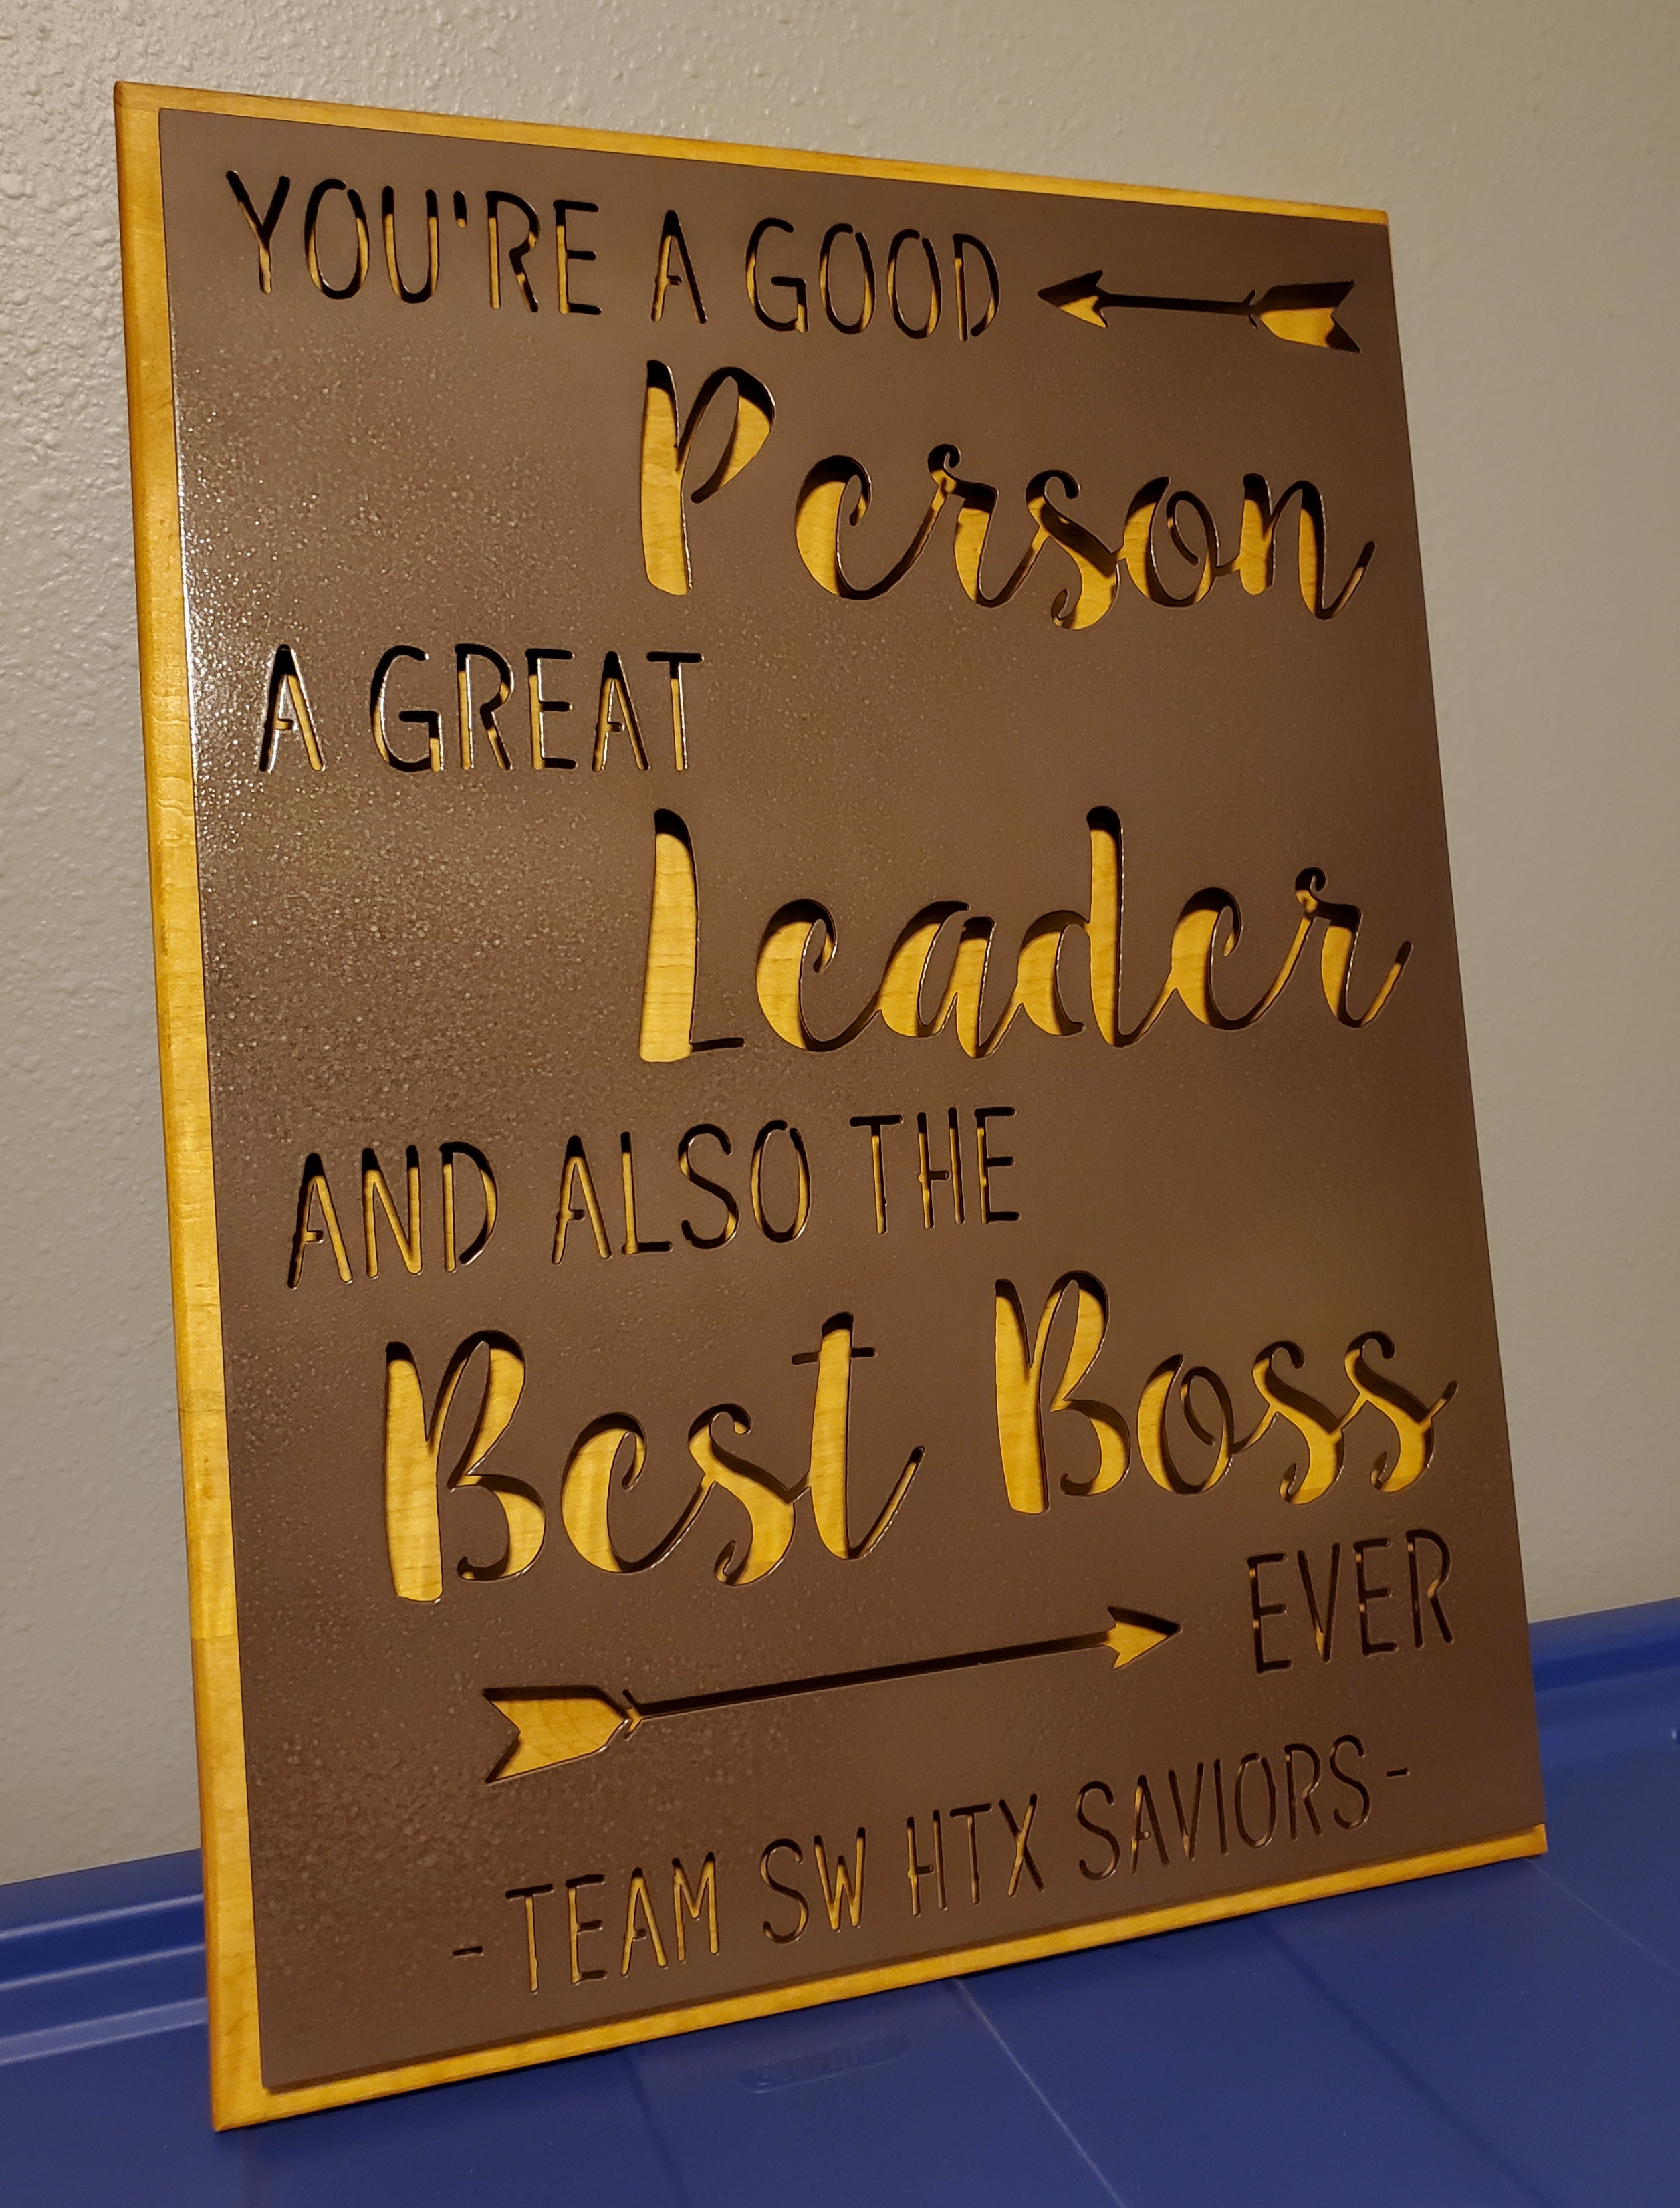 YOU'RE A GOOD
Person
A GREAT
Leader
AND ALSO THE
Best Boss
EVER
-TEAM SW HTX SAVIORS-